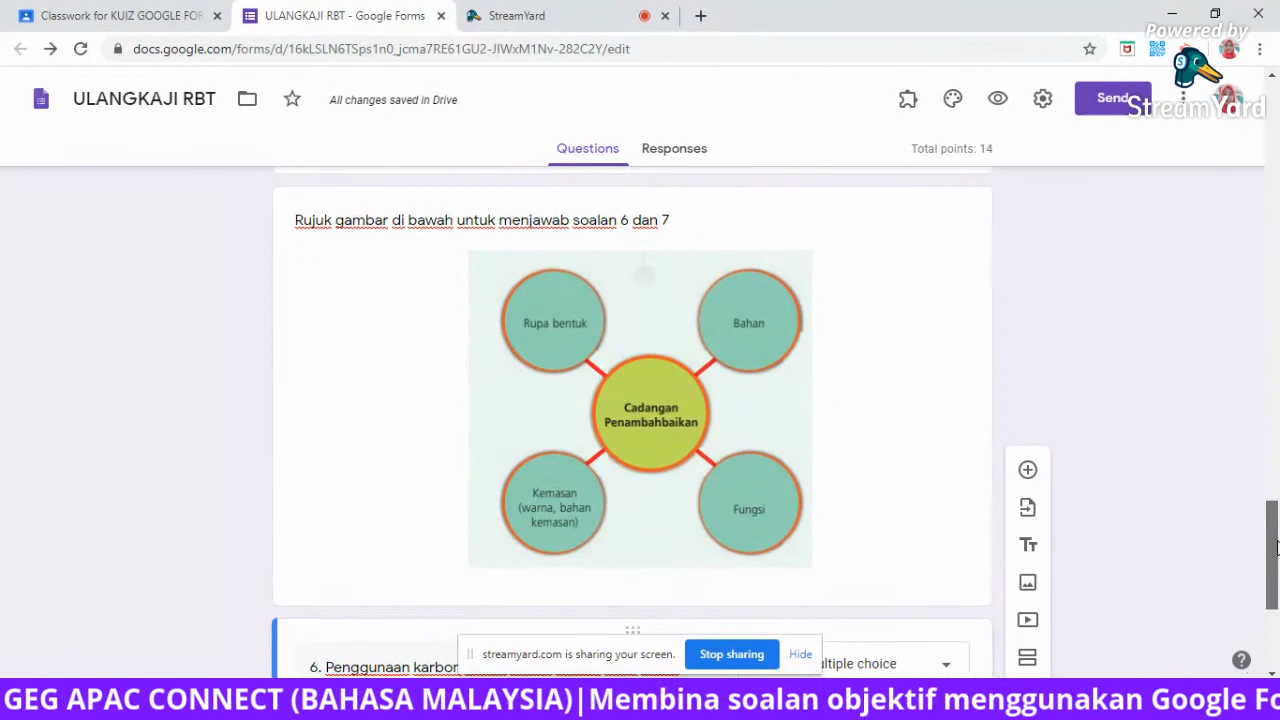 Classwork for KUIZ GOOGLE FOR
ULANGKAJI RBT - Google Forms
StreamYard
docs.google.com/forms/d/16kLSLN6TSps1n0_jcma7REB1GU2-JIWxM1Nv-282C2Y/edit
Powered by
StreamYard
ULANGKAJI RBT
All changes saved in Drive
Send
Questions
Responses
Total points: 14
Rujuk gambar di bawah untuk menjawab soalan 6 dan 7
Rupa bentuk
Bahan
Cadangan
Penambahbaikan
Kemasan
(warna, bahan
kemasan)
Fungsi
streamyard.com is sharing your screen.
Stop sharing
Hide
6. Penggunaan
ultiple choice
GEG APAC CONNECT (BAHASA MALAYSIA)|Membina soalan objektif menggunakan Google Fo